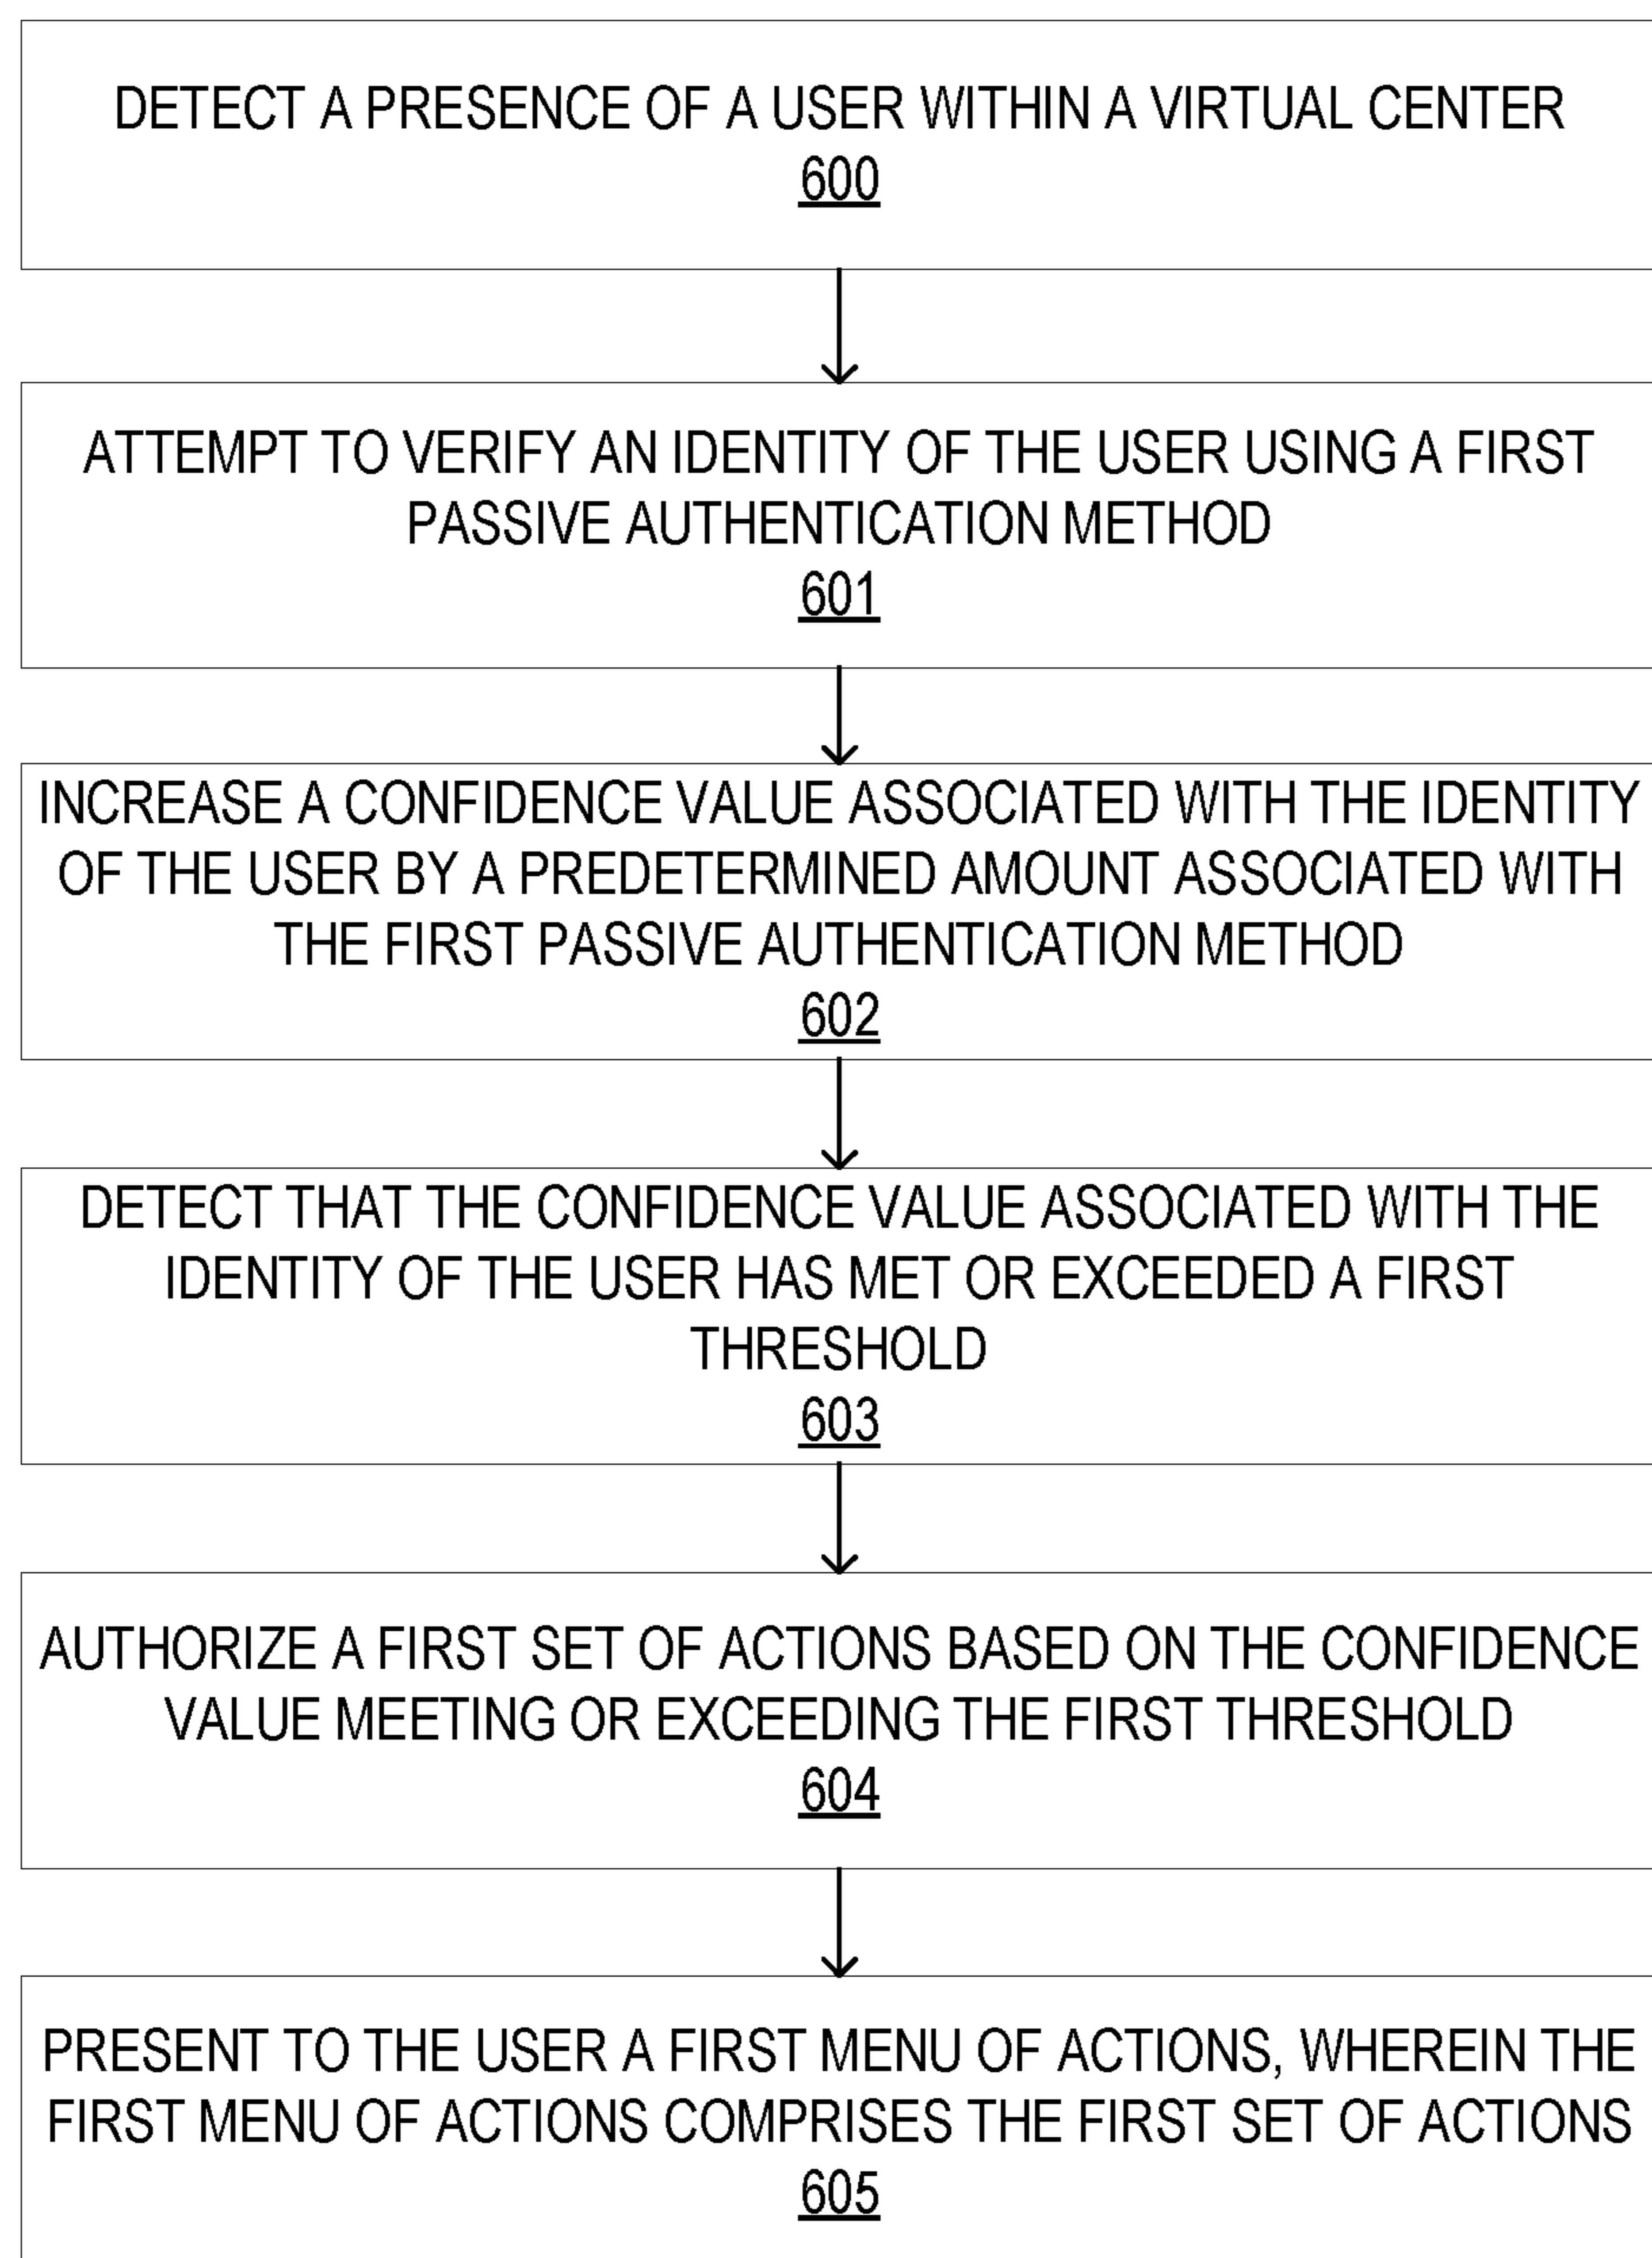 DETECT A PRESENCE OF A USER WITHIN A VIRTUAL CENTER
600
ATTEMPT TO VERIFY AN IDENTITY OF THE USER USING A FIRST
PASSIVE AUTHENTICATION METHOD
601
INCREASE A CONFIDENCE VALUE ASSOCIATED WITH THE IDENTITY
OF THE USER BY A PREDETERMINED AMOUNT ASSOCIATED WITH
THE FIRST PASSIVE AUTHENTICATION METHOD
602
DETECT THAT THE CONFIDENCE VALUE ASSOCIATED WITH THE
IDENTITY OF THE USER HAS MET OR EXCEEDED A FIRST
THRESHOLD
603
AUTHORIZE A FIRST SET OF ACTIONS BASED ON THE CONFIDENCE
VALUE MEETING OR EXCEEDING THE FIRST THRESHOLD
604
PRESENT TO THE USER A FIRST MENU OF ACTIONS, WHEREIN THE
FIRST MENU OF ACTIONS COMPRISES THE FIRST SET OF ACTIONS
605